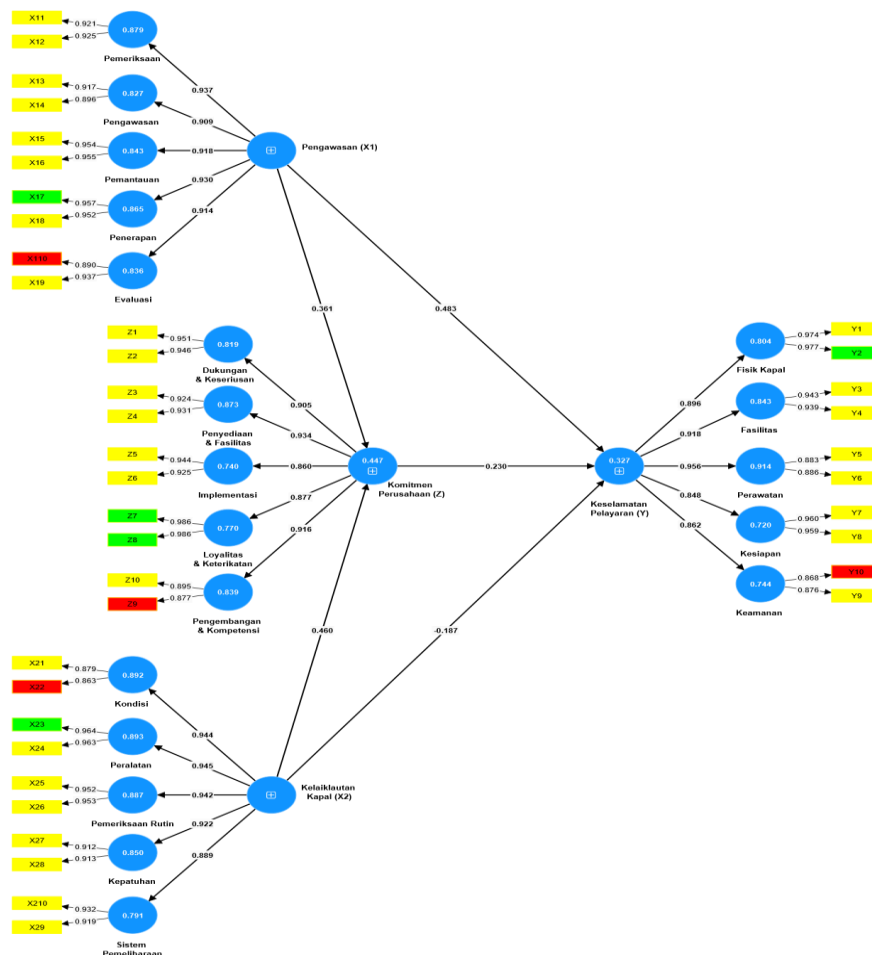 X11
0.921
0.879
X12
0.925
Pemeriksaan
0.937
X13
0.917
0.827
X14
0.896
Pengawasan
0.909
X15
0.954
0.843
X16
0.955
Pemantauan
0.918
Pengawasan (X1)
X17
0.957
0.865
X18
0.952
Penerapan
0.930
X110
0.890
0.836
X19
0.937
Evaluasi
0.914
0.361
0.483
Z1
0.951
0.819
Z2
0.946
Dukungan
& Keseriusan
0.905
Z3
0.924
0.873
Z4
0.931
Penyediaan
& Fasilitas
0.934
Z5
0.944
0.740
Z6
0.925
Implementasi
0.860
Z7
0.986
0.770
Z8
0.986
Loyalitas
& Keterikatan
0.877
Z10
0.895
0.839
Z9
0.877
Pengembangan
& Kompetensi
0.916
0.447
Komitmen
Perusahaan (Z)
0.230
0.327
Keselamatan
Pelayaran (Y)
0.804
0.974
Y1
0.977
Y2
Fisik Kapal
0.896
0.843
0.943
Y3
0.939
Y4
Fasilitas
0.918
0.914
0.883
Y5
0.886
Y6
Perawatan
0.956
0.720
0.960
Y7
0.959
Y8
Kesiapan
0.848
0.744
0.868
Y10
0.876
Y9
Keamanan
0.862
0.460
-0.187
X21
0.879
0.892
X22
0.863
Kondisi
0.944
X23
0.964
0.893
X24
0.963
Peralatan
0.945
X25
0.952
0.887
X26
0.953
Pemeriksaan Rutin
0.942
Kelaiklautan
Kapal (X2)
X27
0.912
0.850
X28
0.913
Kepatuhan
0.922
X210
0.932
0.791
X29
0.919
Sistem
Pemeliharaan
0.889